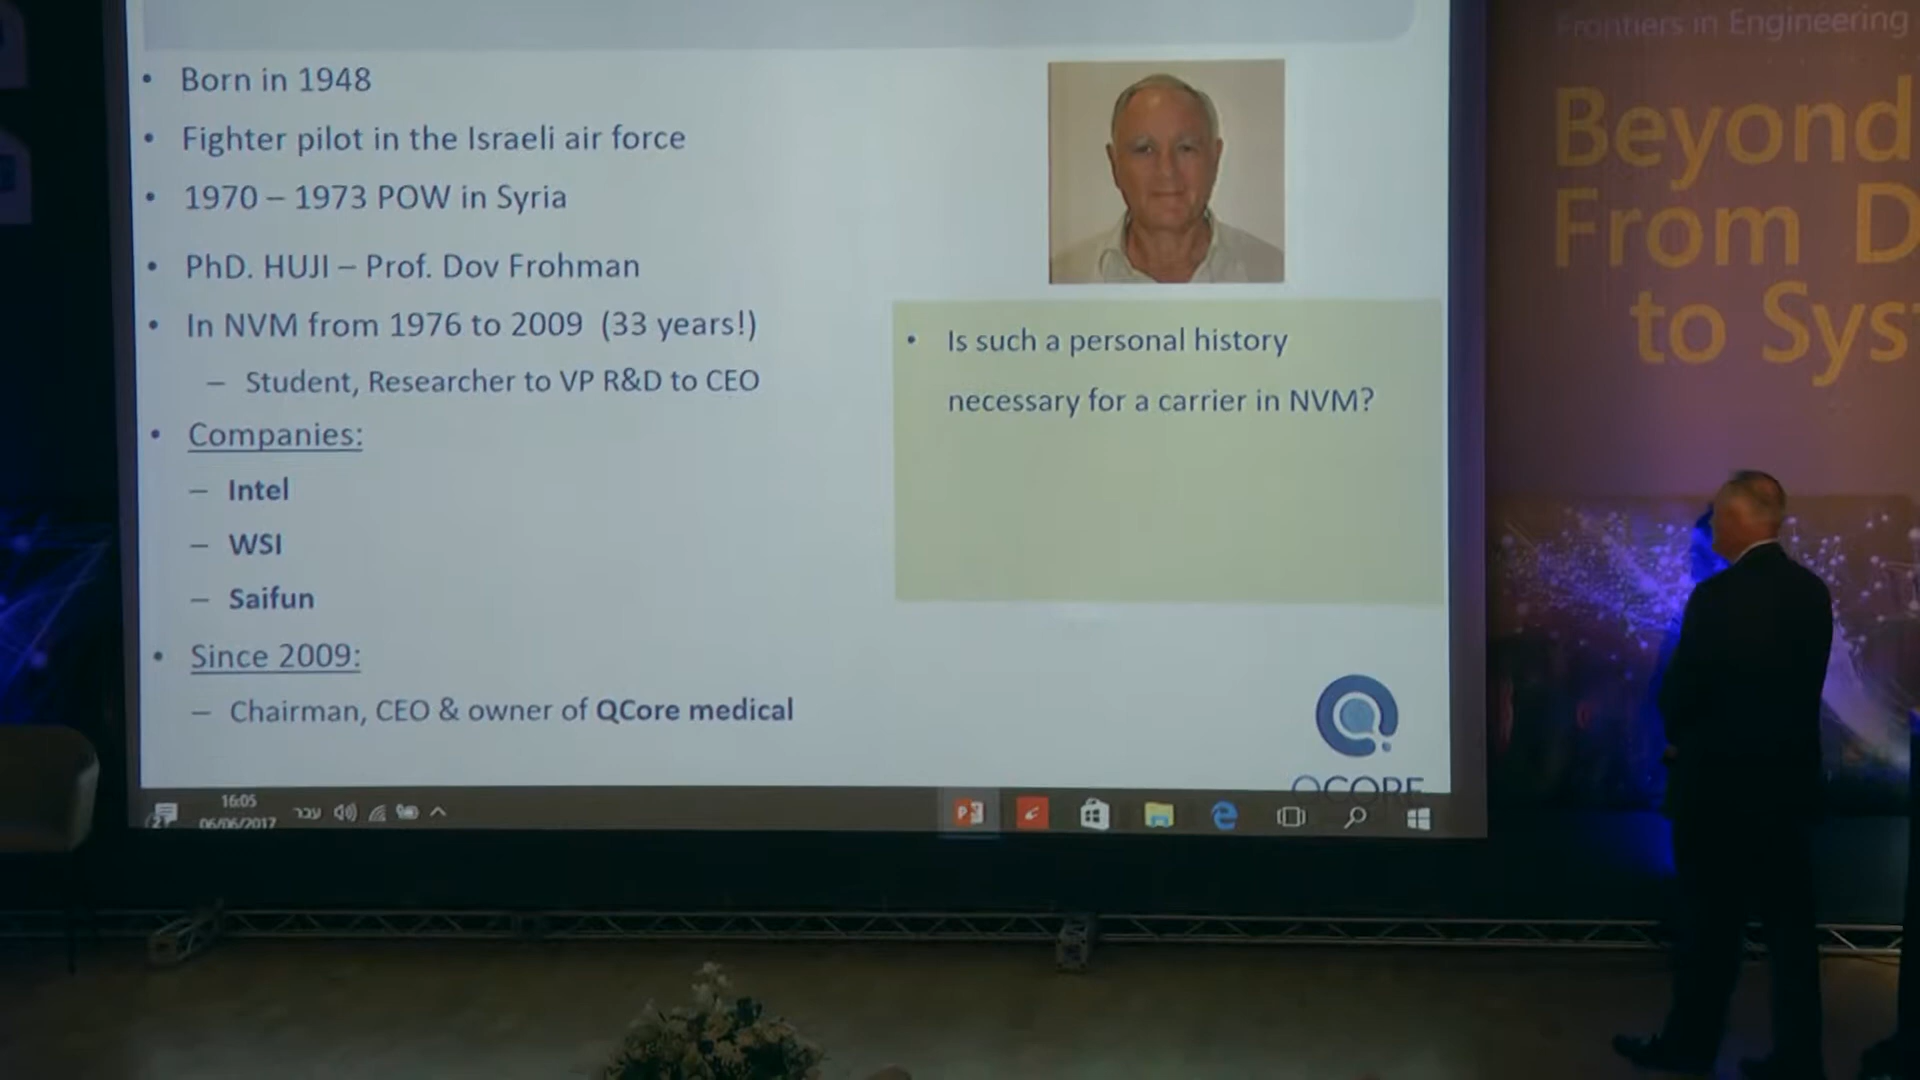 • Born in 1948
• Fighter pilot in the Israeli air force
• 1970 – 1973 POW in Syria
• PhD. HUJI – Prof. Dov Frohman
• In NVM from 1976 to 2009 (33 years!)
– Student, Researcher to VP R&D to CEO
• Companies:
– Intel
– WSI
– Saifun
• Since 2009:
– Chairman, CEO & owner of QCore medical
• Is such a personal history
necessary for a carrier in NVM?
QCORE
16:05
06/06/2017
עבר
Frontiers in Engineering
Beyond
From D
to Sys